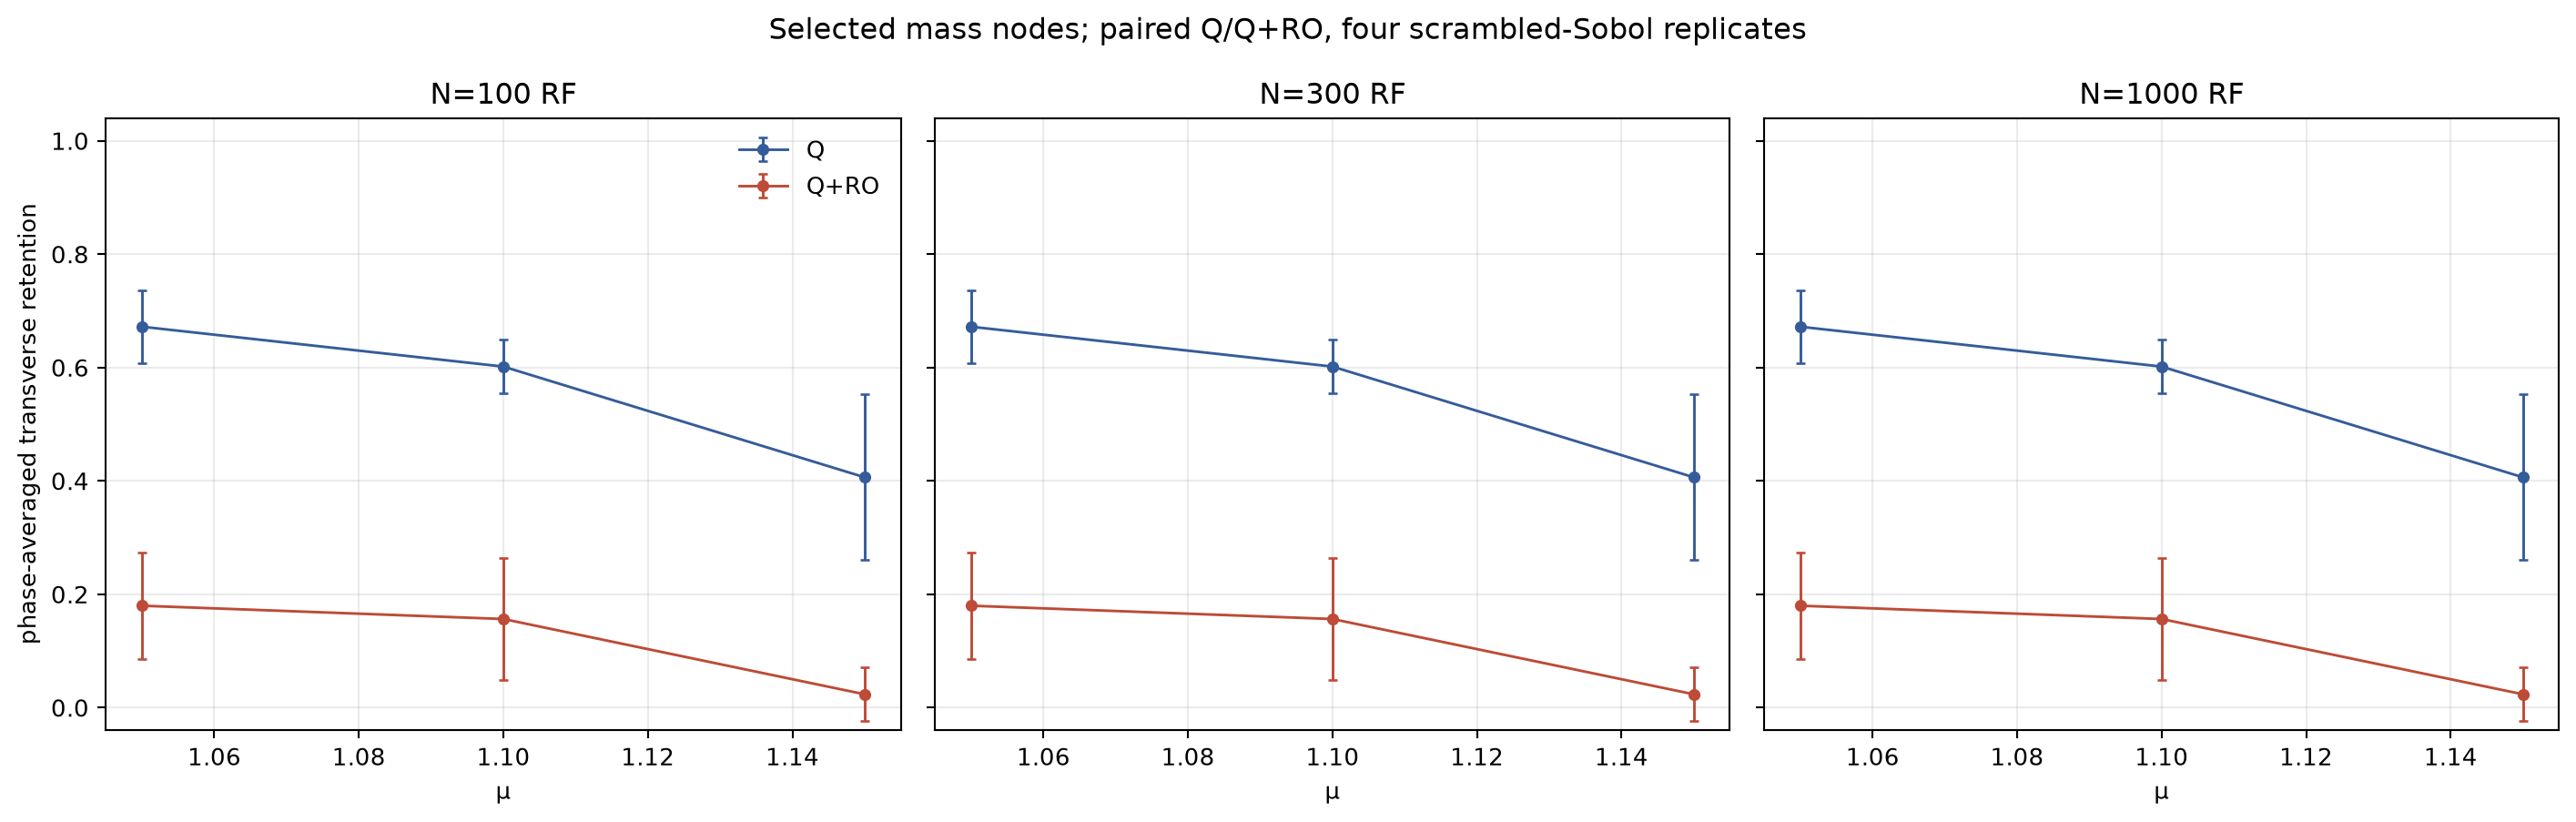 Selected mass nodes; paired Q/Q+RO, four scrambled-Sobol replicates
N=100 RF
N=300 RF
N=1000 RF
phase-averaged transverse retention
1.0
0.8
0.6
0.4
0.2
0.0
Q
Q+RO
1.06 1.08 1.10 1.12 1.14
1.06 1.08 1.10 1.12 1.14
1.06 1.08 1.10 1.12 1.14
μ
μ
μ